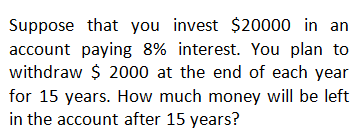 Suppose that you invest $20000 in an
account paying 8% interest. You plan to
withdraw $ 2000 at the end of each year
for 15 years. How much money will be left
in the account after 15 years?